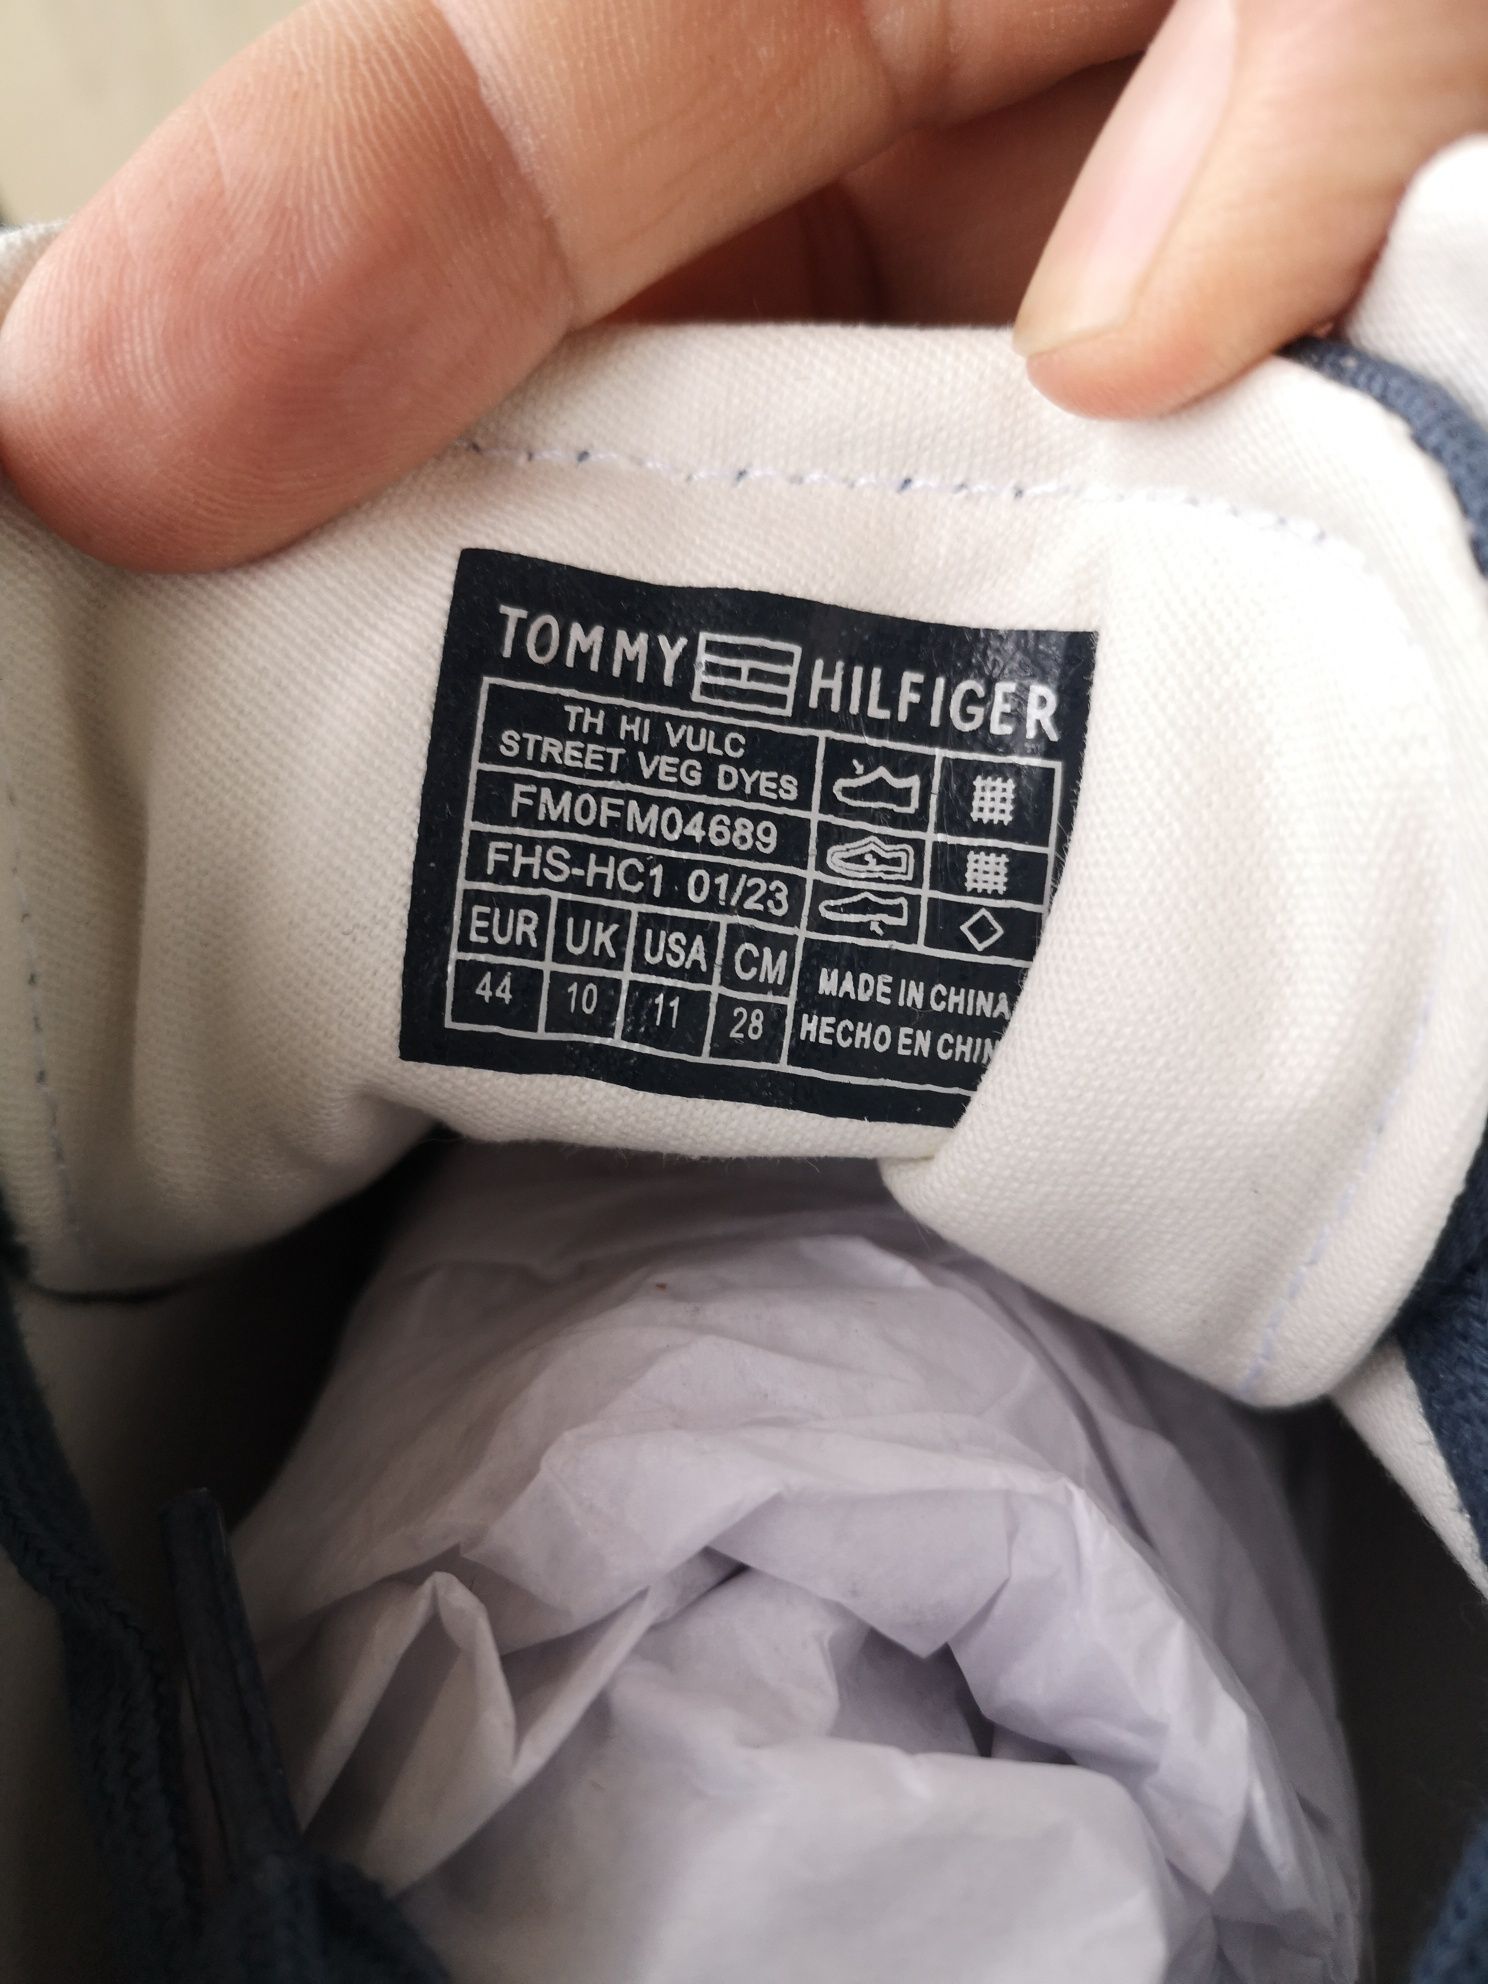 TOMMY HILFIGER
TH HI VULC
STREET VEG DYES
FM0FM04689
FHS-HC1 01/23
EUR UK USA CM
44 10 11 28
MADE IN CHINA
HECHO EN CHIN